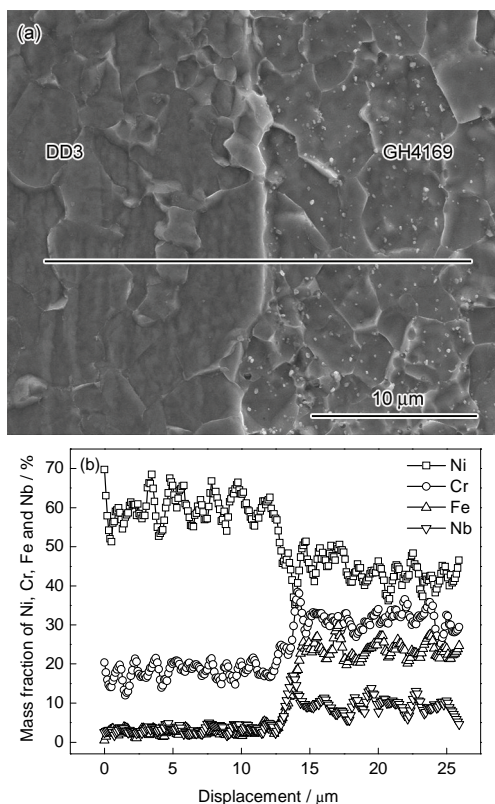 (a)
DD3
GH4169
10 μm
(b)
Ni
Cr
Fe
Nb
70
60
50
40
30
20
10
0
Mass fraction of Ni, Cr, Fe and Nb / %
0
5
10
15
20
25
Displacement / μm